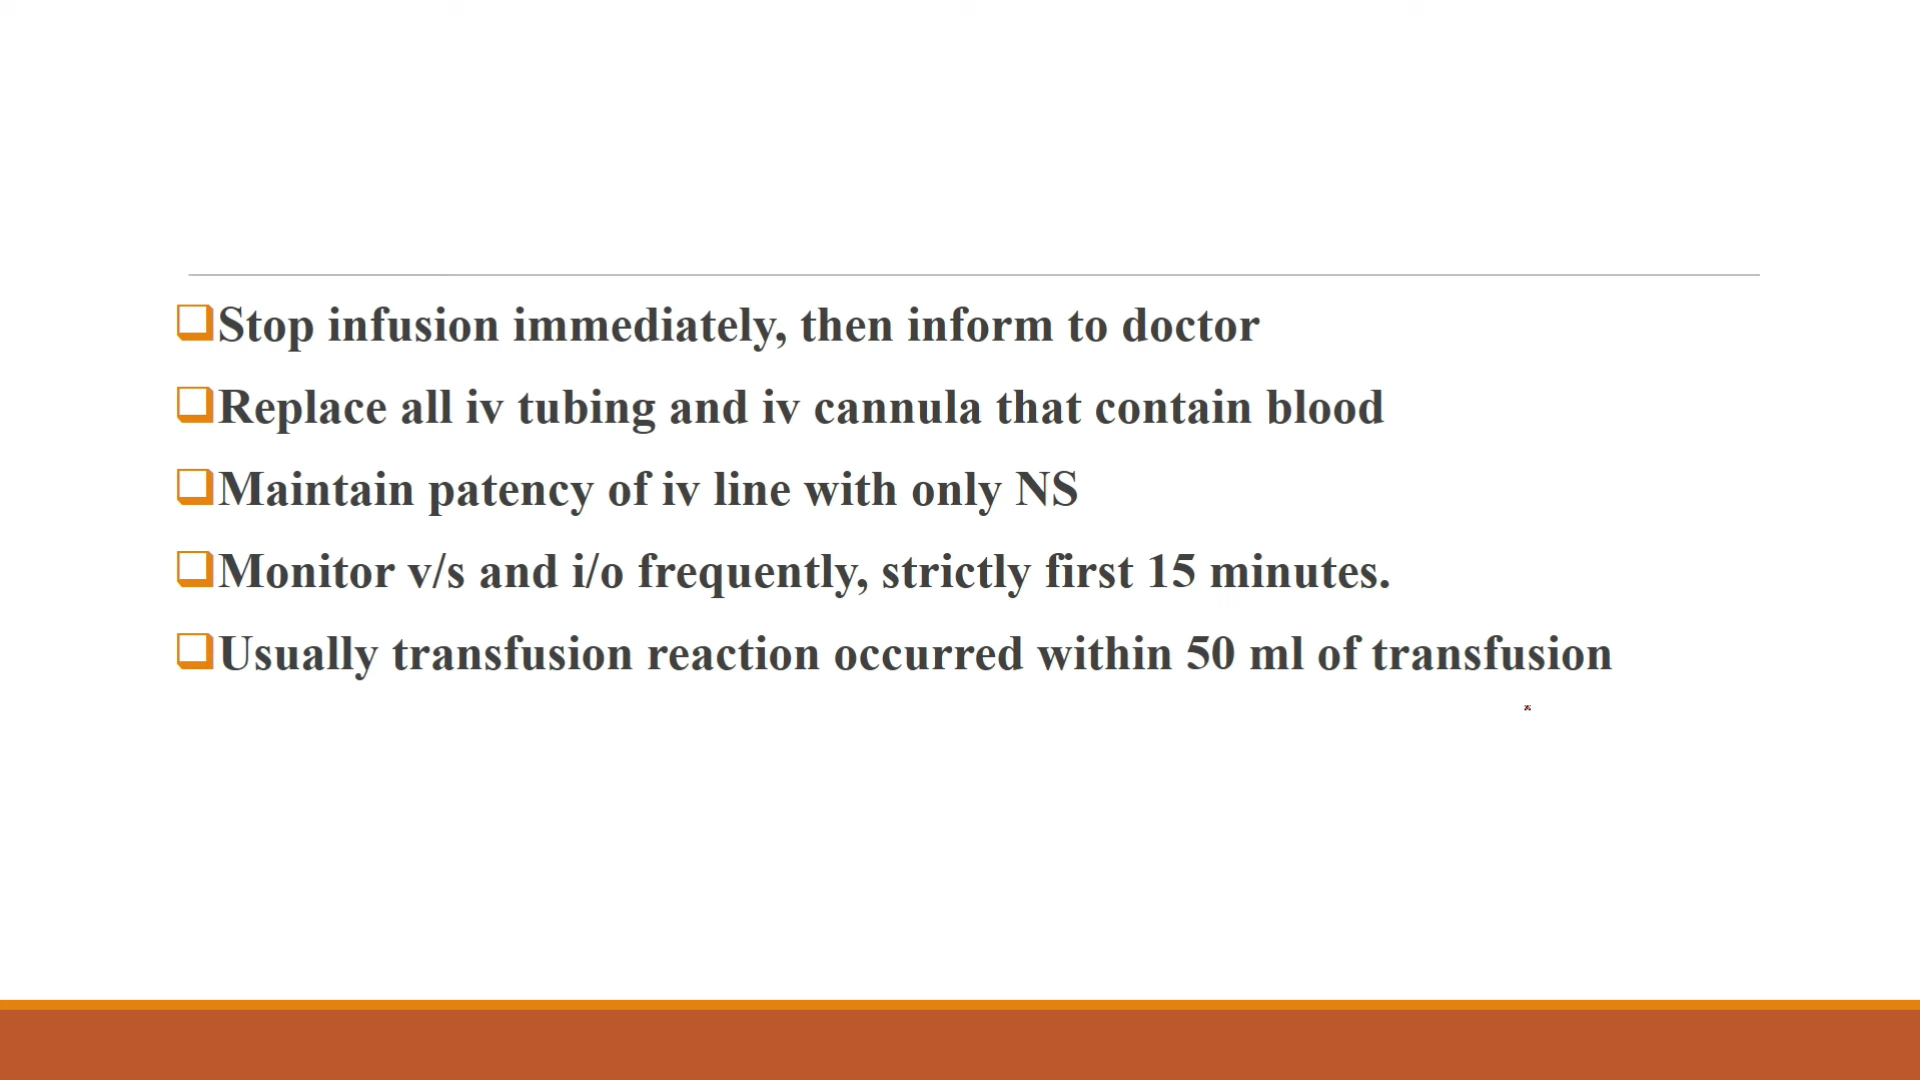 Stop infusion immediately, then inform to doctor
Replace all iv tubing and iv cannula that contain blood
Maintain patency of iv line with only NS
Monitor v/s and i/o frequently, strictly first 15 minutes.
Usually transfusion reaction occurred within 50 ml of transfusion